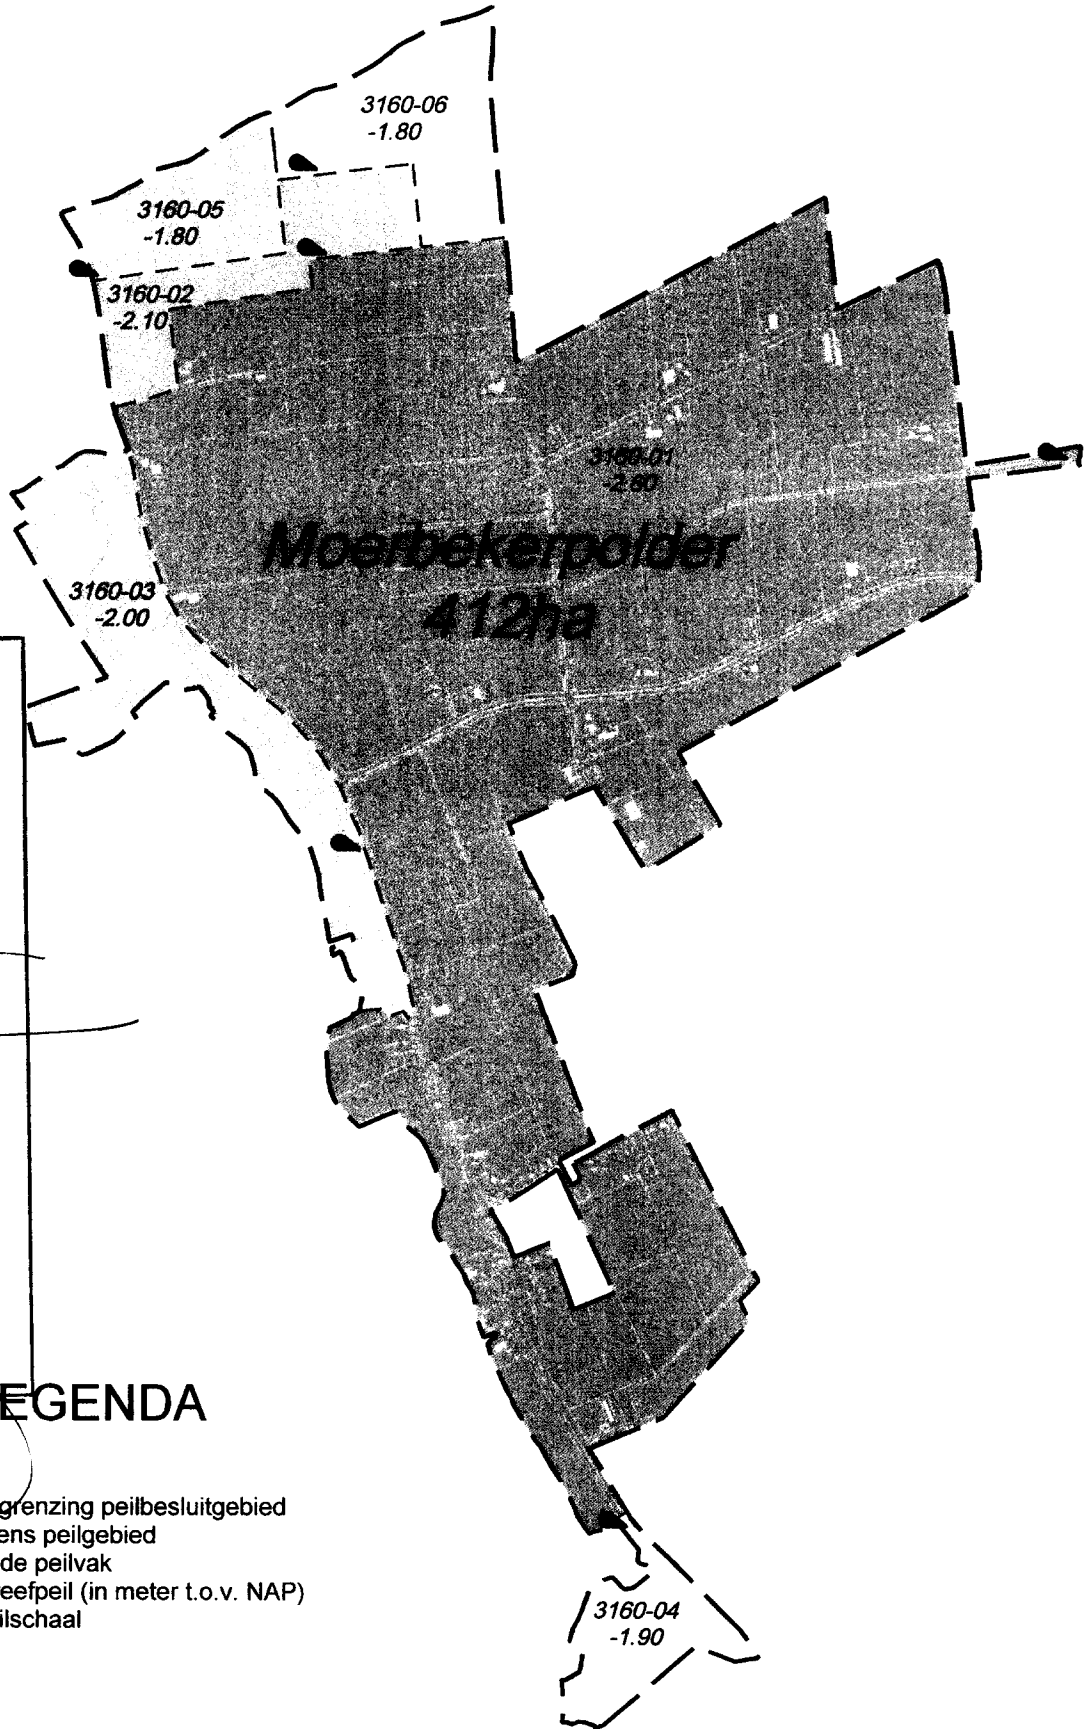 3160-06
-1.80
3160-05
-1.80
3160-02
-2.10
3160-01
-2.80
Moerbekerpolder
412ha
3160-03
-2.00
EGENDA
grenzing peilbesluitgebied
ens peilgebied
de peilvak
reefpeil (in meter t.o.v. NAP)
ilschaal
3160-04
-1.90